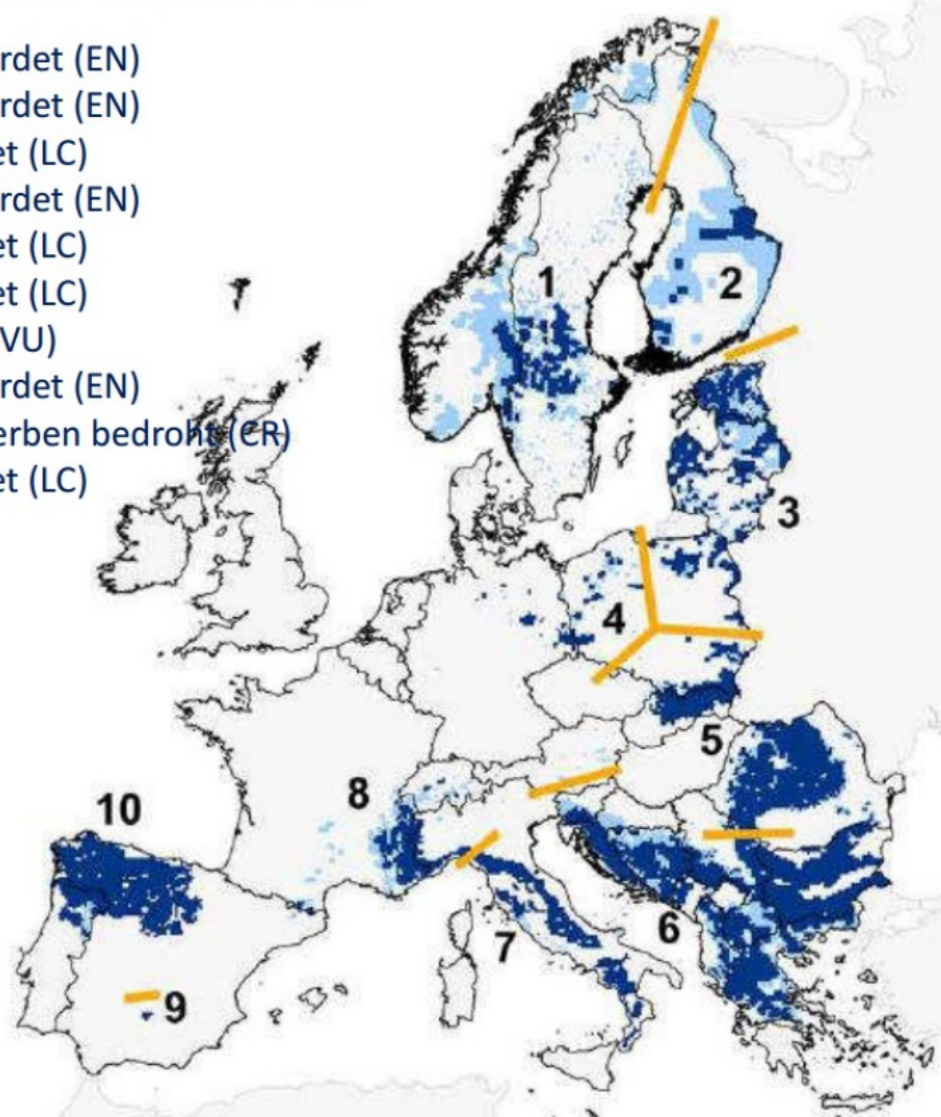 rdet (EN)
rdet (EN)
et (LC)
rdet (EN)
et (LC)
et (LC)
VU)
rdet (EN)
erben bedroht (CR)
et (LC)
1
2
3
4
5
8
10
6
7
9